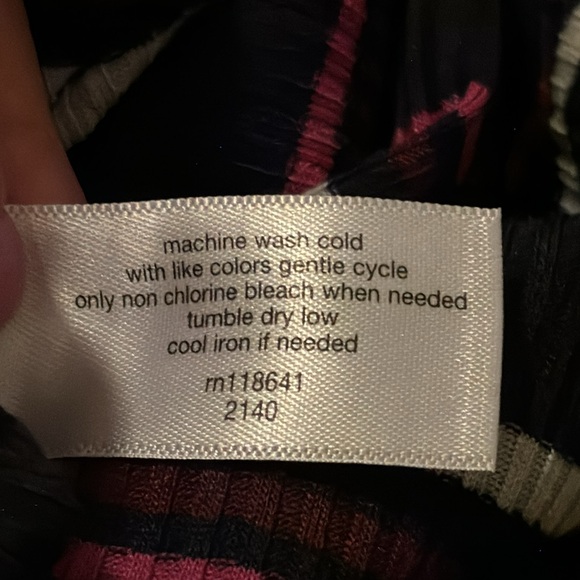 machine wash cold
with like colors gentle cycle
only non chlorine bleach when needed
tumble dry low
cool iron if needed
rn118641
2140